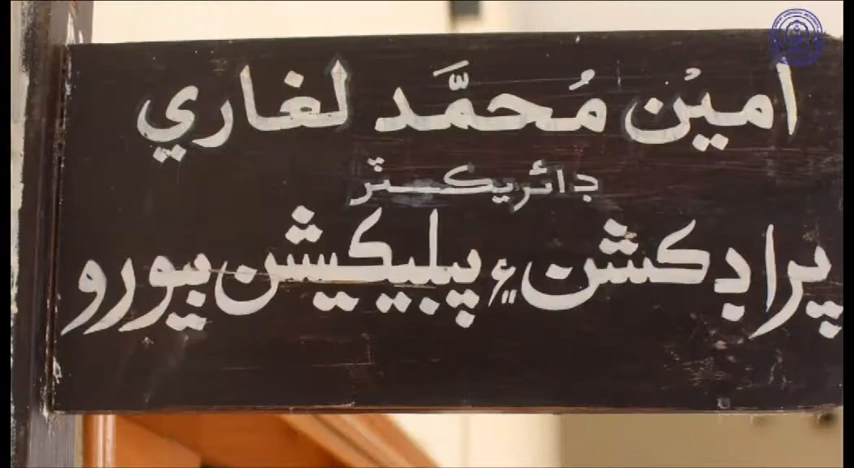 امين مُحمّد لغاري
ڊائريڪٽر
پراڊڪشن ۽ پبليڪيشن بيورو